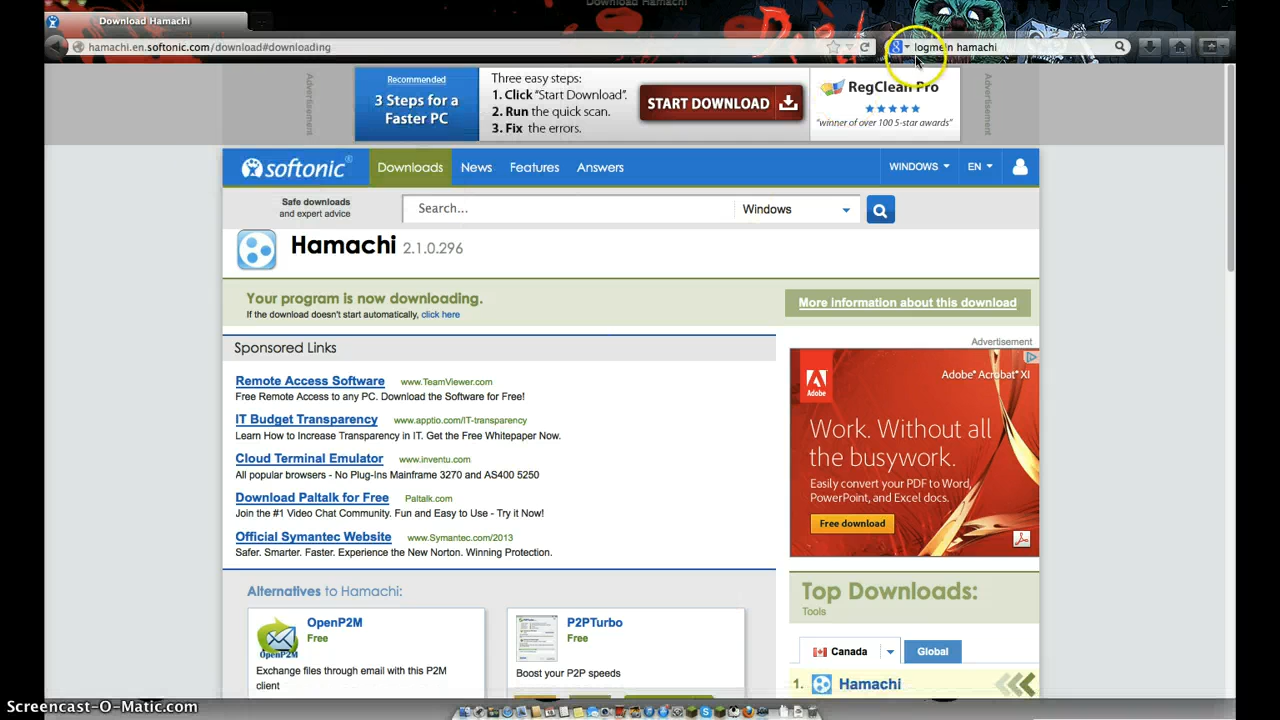 Download Hamachi
Download Hamachi
hamachi.en.softonic.com/download#downloading
logmein hamachi
Advertisement
Recommended
3 Steps for a
Faster PC
Three easy steps:
1. Click "Start Download".
2. Run the quick scan.
3. Fix the errors.
START DOWNLOAD
RegClean Pro
"winner of over 100 5-star awards"
Advertisement
softonic
Downloads
News
Features
Answers
WINDOWS
EN
Safe downloads
and expert advice
Search...
Windows
Hamachi 2.1.0.296
Your program is now downloading.
If the download doesn't start automatically, click here
More information about this download
Sponsored Links
Remote Access Software www.TeamViewer.com
Free Remote Access to any PC. Download the Software for Free!
IT Budget Transparency www.apptio.com/IT-transparency
Learn How to Increase Transparency in IT. Get the Free Whitepaper Now.
Cloud Terminal Emulator www.inventu.com
All popular browsers - No Plug-Ins Mainframe 3270 and AS400 5250
Download Paltalk for Free Paltalk.com
Join the #1 Video Chat Community. Fun and Easy to Use - Try it Now!
Official Symantec Website www.Symantec.com/2013
Safer. Smarter. Faster. Experience the New Norton. Winning Protection.
Advertisement
Adobe
Adobe® Acrobat® XI
Work. Without all
the busywork.
Easily convert your PDF to Word,
PowerPoint, and Excel docs.
Free download
Alternatives to Hamachi:
OpenP2M
Free
OpenP2M
Exchange files through email with this P2M
client
P2PTurbo
Free
Boost your P2P speeds
Top Downloads:
Tools
Canada
Global
1. Hamachi
Screencast-O-Matic.com